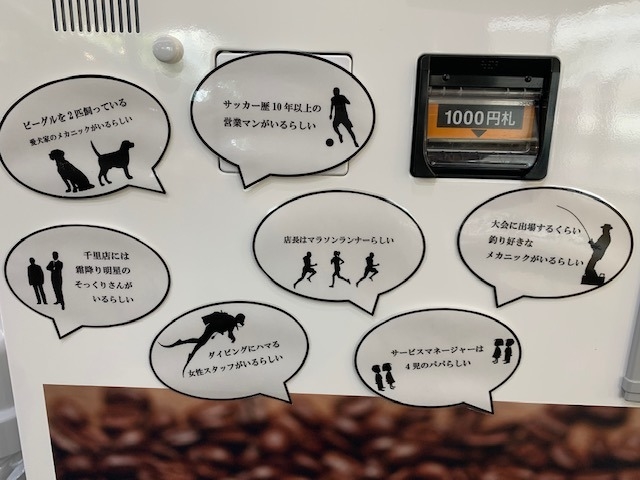 ビーグルを2匹飼っている
愛犬家のメカニックがいるらしい
サッカー歴10年以上の
営業マンがいるらしい
1000円札
千里店には
霜降り明星の
そっくりさんが
いるらしい
店長はマラソンランナーらしい
大会に出場するくらい
釣り好きな
メカニックがいるらしい
ダイビングにハマる
女性スタッフがいるらしい
サービスマネージャーは
4児のパパらしい